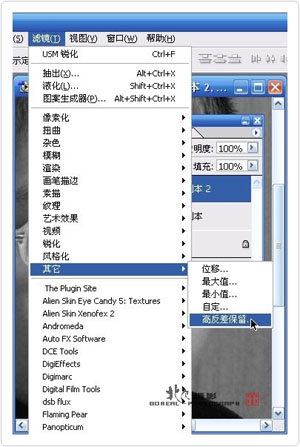 (S) 滤镜(T) 视图(V) 窗口(W) 帮助(H)
USM 锐化 Ctrl+F
抽出(X)... Alt+Ctrl+X
液化(L)... Shift+Ctrl+X
图案生成器(P)... Alt+Shift+Ctrl+X
示定
本 2,
像素化
扭曲
杂色
模糊
明度: 100%
渲染
填充: 100%
画笔描边
素描
本 2
纹理
艺术效果
本
视频
锐化
风格化
其它
位移...
最大值...
The Plugin Site
最小值...
Alien Skin Eye Candy 5: Textures
自定...
Alien Skin Xenofex 2
高反差保留...
Andromeda
Auto FX Software
DCE Tools
DigiEffects
Digimarc
Digital Film Tools
dsb flux
Flaming Pear
Panopticum